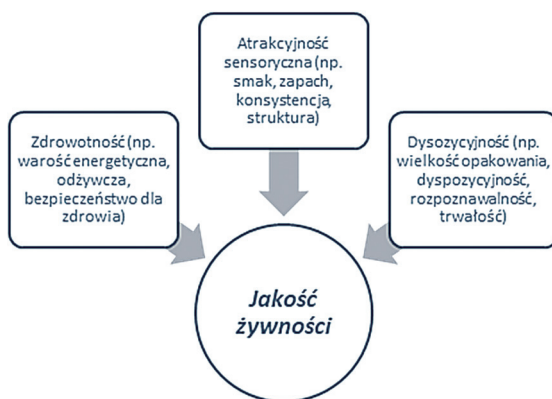 Atrakcyjność
sensoryczna (np.
smak, zapach,
konsystencja,
struktura)
Zdrowotność (np.
warość energetyczna,
odżywcza,
bezpieczeństwo dla
zdrowia)
Dysozycyjność (np.
wielkość opakowania,
dyspozycyjność,
rozpoznawalność,
trwałość)
Jakość
żywności